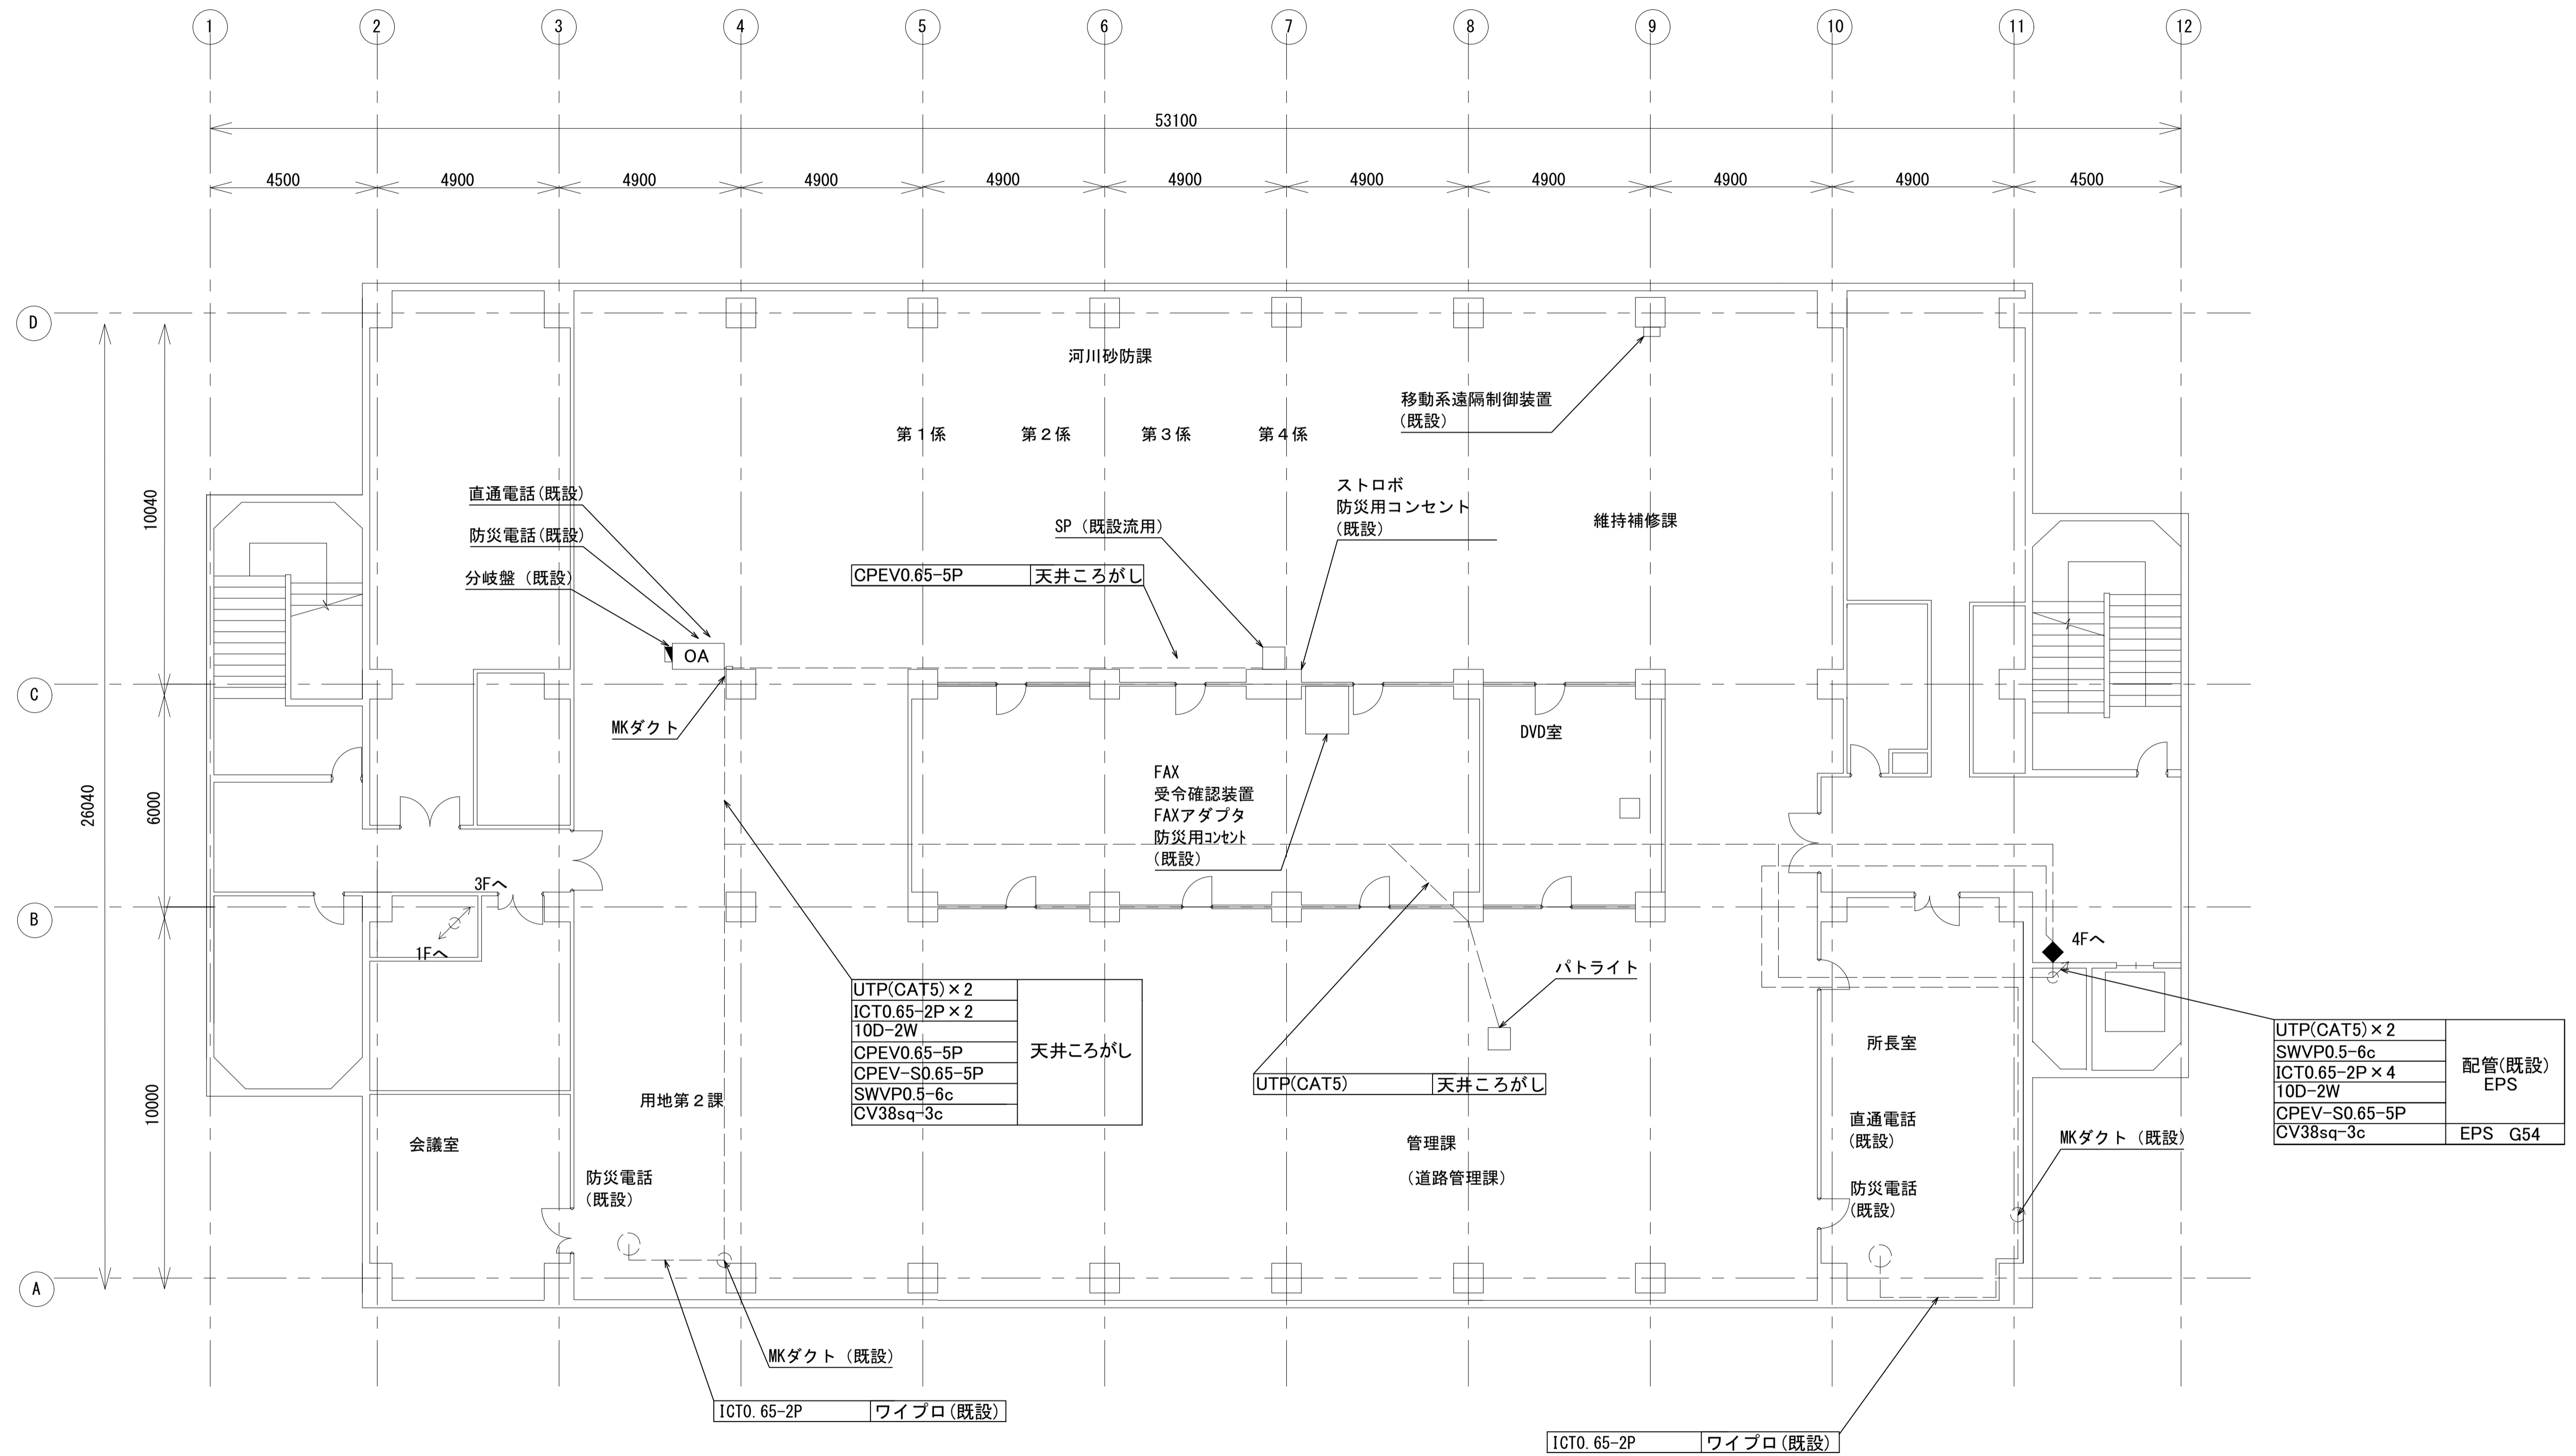 1 2 3 4 5 6 7 8 9 10 11 12
53100
4500 4900 4900 4900 4900 4900 4900 4900 4900 4900 4500
D
C
B
A
26040
10040
6000
10000
河川砂防課
移動系遠隔制御装置
(既設)
第１係 第２係 第３係 第４係
直通電話(既設)
防災電話(既設)
分岐盤（既設）
OA
SP（既設流用）
ストロボ
防災用コンセント
(既設)
維持補修課
CPEV0.65-5P 天井ころがし
MKダクト
DVD室
FAX
受令確認装置
FAXアダプタ
防災用ｺﾝｾﾝﾄ
(既設)
3Fへ
1Fへ
4Fへ
パトライト
UTP(CAT5)×2
ICT0.65-2P×2
10D-2W
CPEV0.65-5P
CPEV-S0.65-5P
SWVP0.5-6c
CV38sq-3c
天井ころがし
UTP(CAT5) 天井ころがし
UTP(CAT5)×2
SWVP0.5-6c
ICT0.65-2P×4
10D-2W
CPEV-S0.65-5P
配管(既設)
EPS
CV38sq-3c EPS G54
所長室
直通電話
(既設)
防災電話
(既設)
MKダクト（既設）
用地第２課
会議室
防災電話
(既設)
管理課
（道路管理課）
MKダクト（既設）
ICT0.65-2P ワイプロ(既設)
ICT0.65-2P ワイプロ(既設)